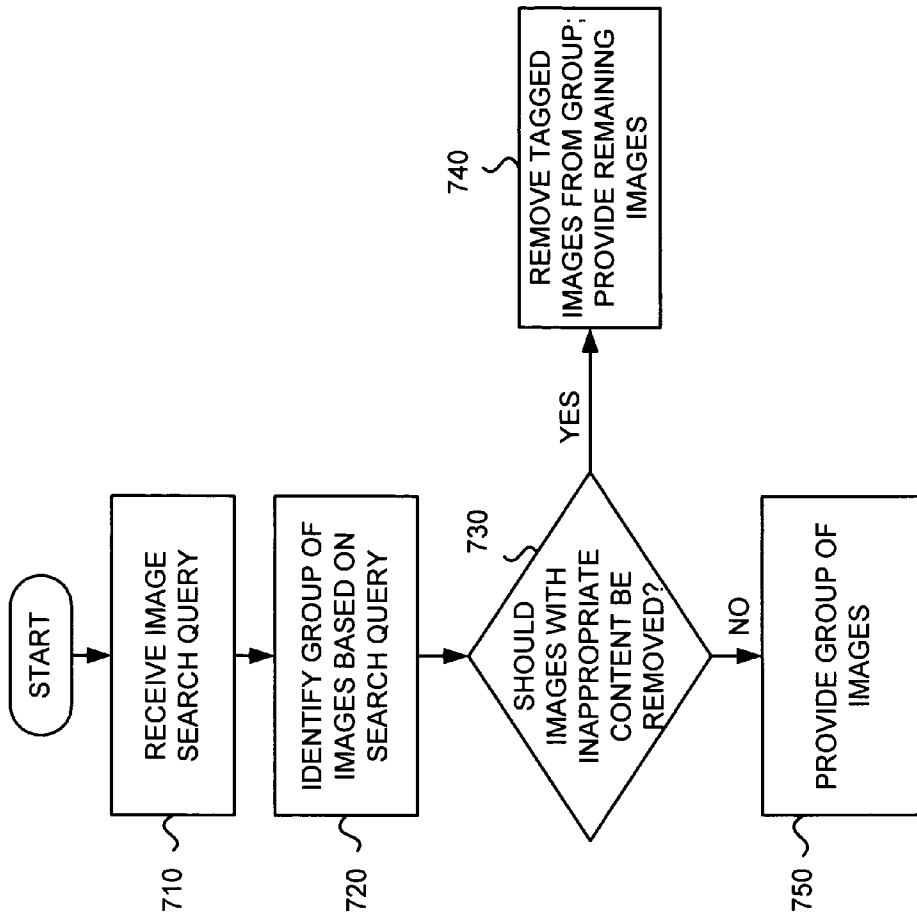 START
710
RECEIVE IMAGE
SEARCH QUERY
720
IDENTIFY GROUP OF
IMAGES BASED ON
SEARCH QUERY
730
SHOULD
IMAGES WITH
INAPPROPRIATE
CONTENT BE
REMOVED?
YES
740
REMOVE TAGGED
IMAGES FROM GROUP;
PROVIDE REMAINING
IMAGES
NO
750
PROVIDE GROUP OF
IMAGES